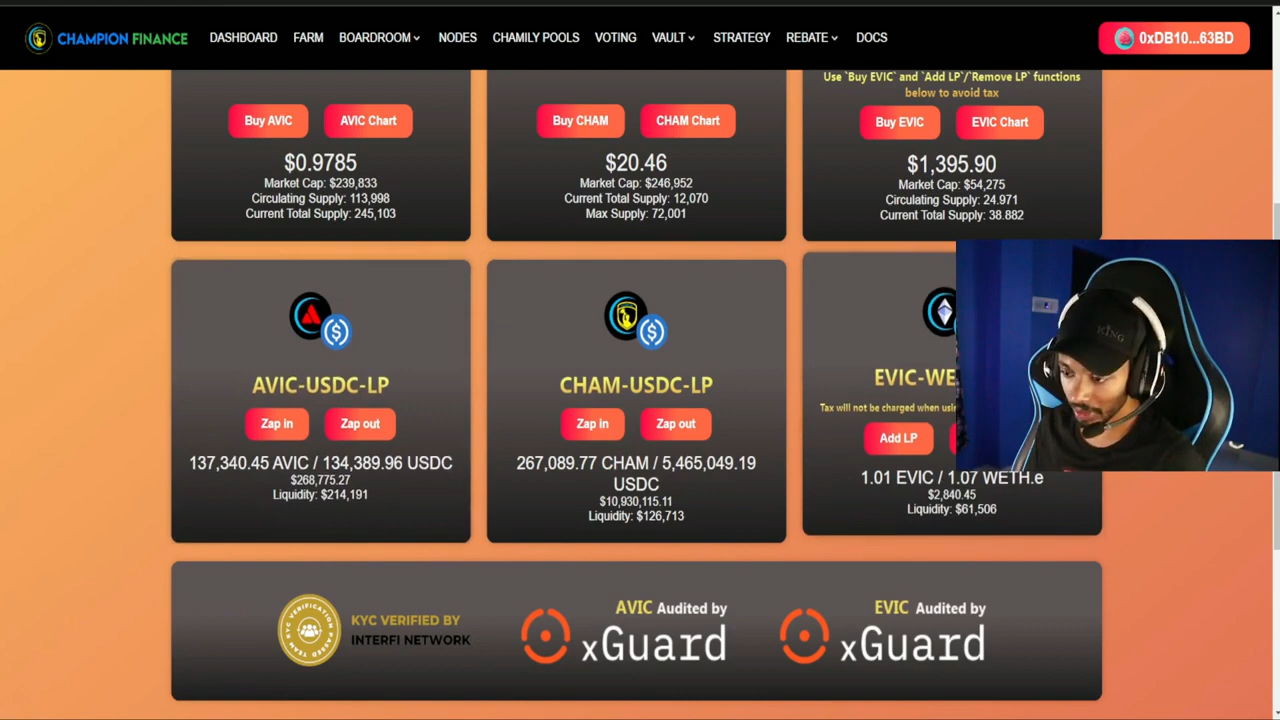 CHAMPION FINANCE
DASHBOARD FARM BOARDROOM NODES CHAMILY POOLS VOTING VAULT STRATEGY REBATE DOCS
0xDB10...63BD
Buy AVIC AVIC Chart
$0.9785
Market Cap: $239,833
Circulating Supply: 113,998
Current Total Supply: 245,103
Buy CHAM CHAM Chart
$20.46
Market Cap: $246,952
Current Total Supply: 12,070
Max Supply: 72,001
Use `Buy EVIC` and `Add LP`/`Remove LP` functions
below to avoid tax
Buy EVIC EVIC Chart
$1,395.90
Market Cap: $54,275
Circulating Supply: 24.971
Current Total Supply: 38.882
AVIC-USDC-LP
Zap in Zap out
137,340.45 AVIC / 134,389.96 USDC
$268,775.27
Liquidity: $214,191
CHAM-USDC-LP
Zap in Zap out
267,089.77 CHAM / 5,465,049.19
USDC
$10,930,115.11
Liquidity: $126,713
EVIC-WE
Tax will not be charged when usin
Add LP
1.01 EVIC / 1.07 WETH.e
$2,840.45
Liquidity: $61,506
KING
KYC VERIFICATION PASSED TEAM
KYC VERIFIED BY
INTERFI NETWORK
AVIC Audited by
xGuard
EVIC Audited by
xGuard